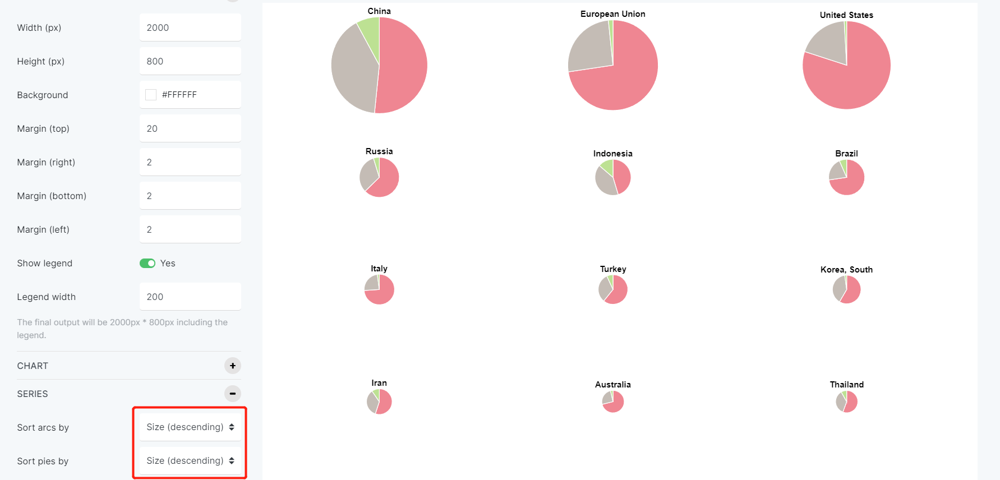 Width (px)
2000
Height (px)
800
Background
#FFFFFF
Margin (top)
20
Margin (right)
2
Margin (bottom)
2
Margin (left)
2
Show legend
Yes
Legend width
200
The final output will be 2000px * 800px including the
legend.
CHART
SERIES
Sort arcs by
Size (descending)
Sort pies by
Size (descending)
China
European Union
United States
Russia
Indonesia
Brazil
Italy
Turkey
Korea, South
Iran
Australia
Thailand